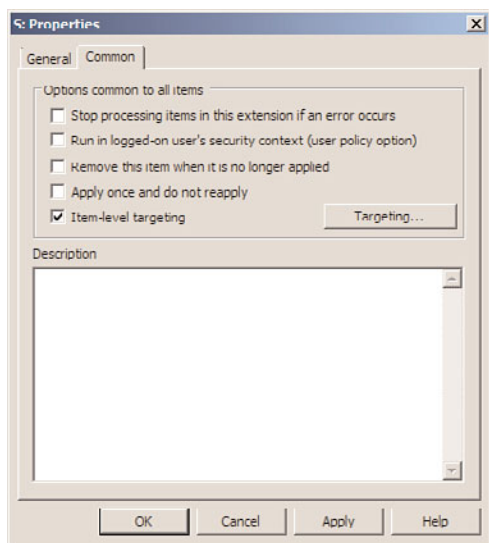 S: Properties
General Common
Options common to all items
Stop processing items in this extension if an error occurs
Run in logged-on user's security context (user policy option)
Remove this item when it is no longer applied
Apply once and do not reapply
Item-level targeting Targeting...
Description
OK Cancel Apply Help